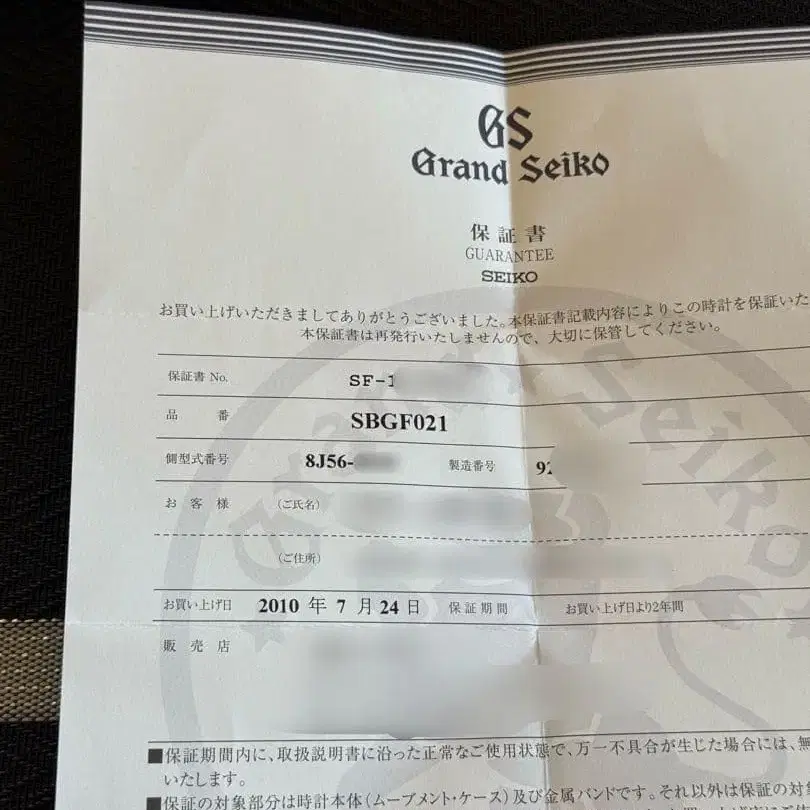 GS
Grand Seiko
保証書
GUARANTEE
SEIKO
お買い上げいただきましてありがとうございました。本保証書記載内容によりこの時計を保証いた
本保証書は再発行いたしませんので、大切に保管してください。
保証書 No. SF-1
品 番 SBGF021
側型式番号 8J56- 製造番号 92
お 客 様 (ご氏名)
(ご住所)
お買い上げ日 2010 年 7 月 24 日 保証期間 お買い上げ日より2年間
販 売 店
■保証期間内に、取扱説明書に沿った正常なご使用状態で、万一不具合が生じた場合には、無
いたします。
■保証の対象部分は時計本体(ムーブメント・ケース)及び金属バンドです。それ以外は保証の対象